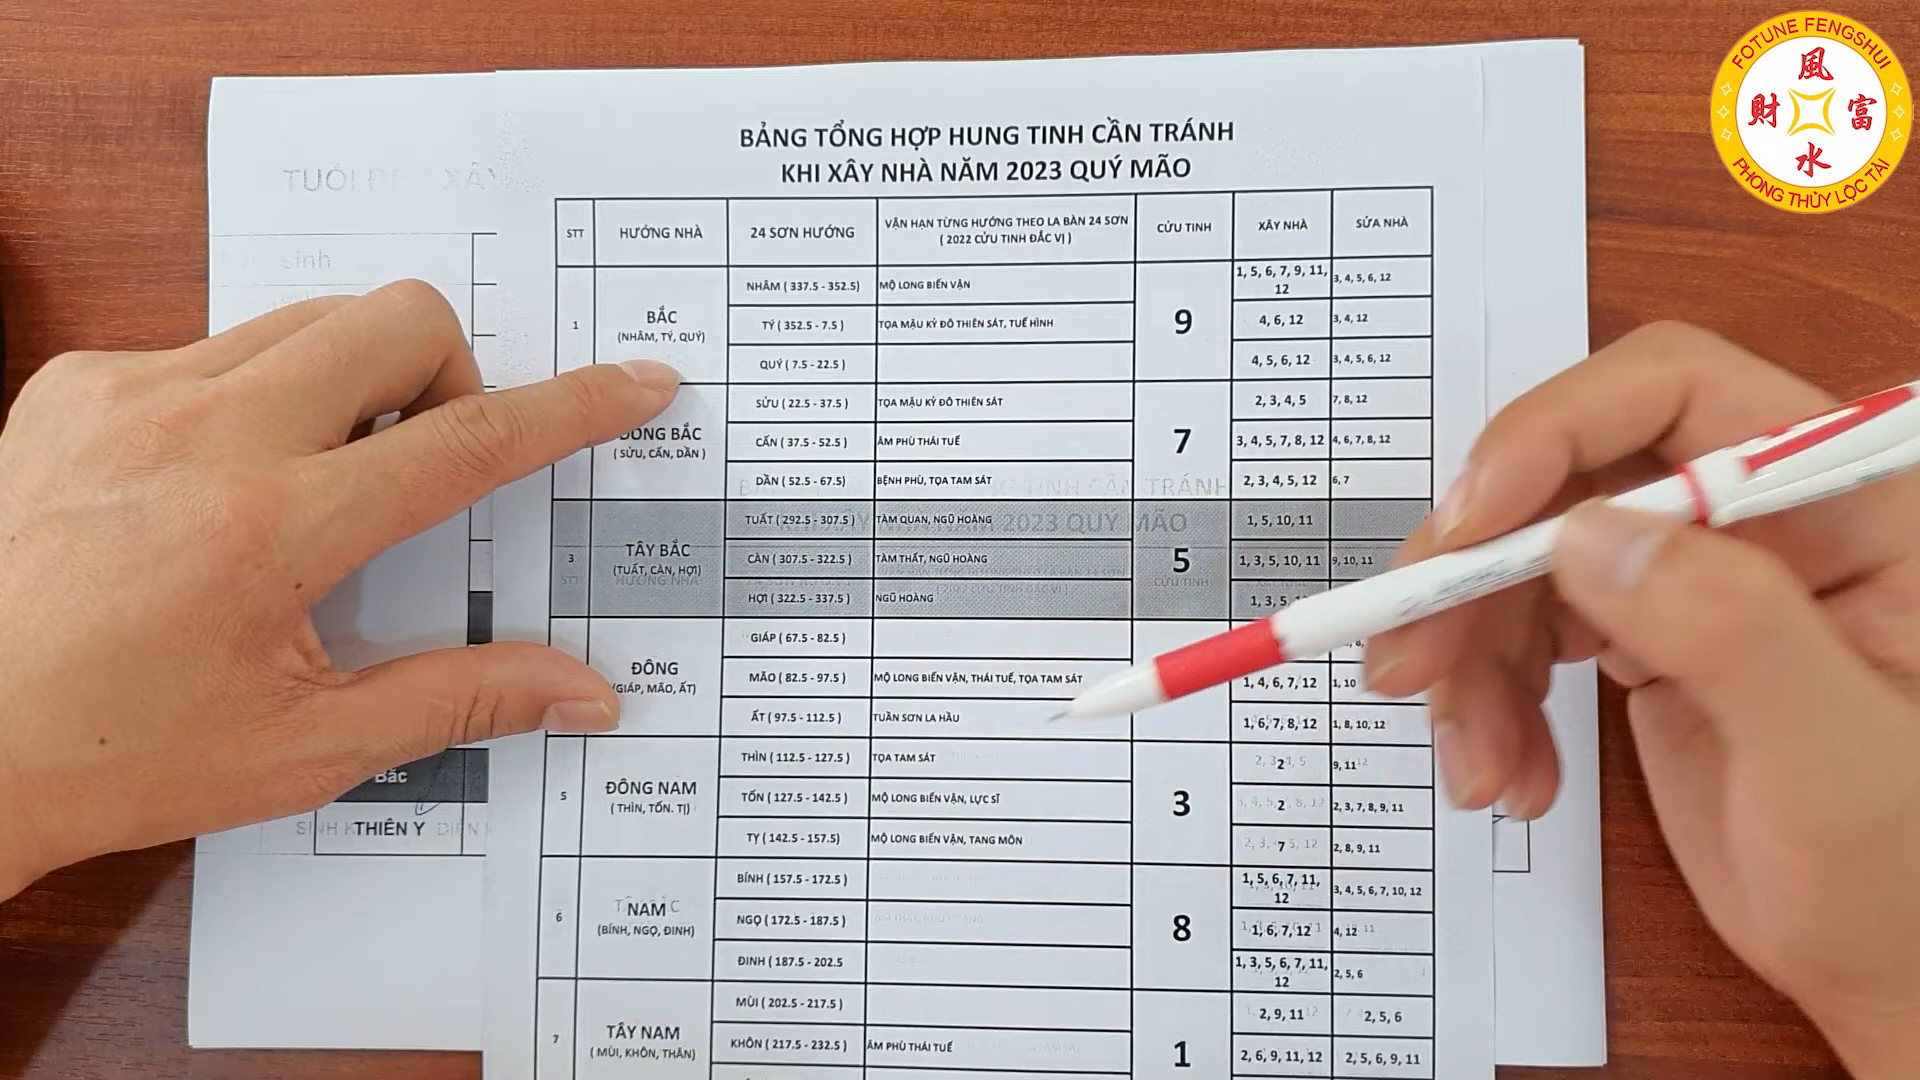 FOTUNE FENGSHUI
風
財 富
水
PHONG THỦY LỘC TÀI
BẢNG TỔNG HỢP HUNG TINH CẦN TRÁNH
KHI XÂY NHÀ NĂM 2023 QUÝ MÃO
sinh
STT HƯỚNG NHÀ 24 SƠN HƯỚNG VẬN HẠN TỪNG HƯỚNG THEO LA BÀN 24 SƠN ( 2022 CỬU TINH ĐẮC VỊ ) CỬU TINH XÂY NHÀ SỬA NHÀ
1 BẮC (NHÂM, TÝ, QUÝ) 9
NHÂM ( 337.5 - 352.5) MỘ LONG BIẾN VẬN 1, 5, 6, 7, 9, 11, 12 3, 4, 5, 6, 12
TÝ ( 352.5 - 7.5 ) TỌA MẬU KỶ ĐÔ THIÊN SÁT, TUẾ HÌNH 4, 6, 12 3, 4, 12
QUÝ ( 7.5 - 22.5 ) 4, 5, 6, 12 3, 4, 5, 6, 12
ĐÔNG BẮC ( SỬU, CẤN, DẦN ) 7
SỬU ( 22.5 - 37.5 ) TỌA MẬU KỶ ĐÔ THIÊN SÁT 2, 3, 4, 5 7, 8, 12
CẤN ( 37.5 - 52.5 ) ÂM PHỦ THÁI TUẾ 3, 4, 5, 7, 8, 12 4, 6, 7, 8, 12
DẦN ( 52.5 - 67.5) BỆNH PHÙ, TỌA TAM SÁT 2, 3, 4, 5, 12 6, 7
3 TÂY BẮC (TUẤT, CÀN, HỢI) 5
TUẤT ( 292.5 - 307.5 ) TÀM QUAN, NGŨ HOÀNG 1, 5, 10, 11
CÀN ( 307.5 - 322.5 ) TÀM THẤT, NGŨ HOÀNG 1, 3, 5, 10, 11 9, 10, 11
HỢI ( 322.5 - 337.5 ) NGŨ HOÀNG 1, 3, 5,
ĐÔNG (GIÁP, MÃO, ẤT)
GIÁP ( 67.5 - 82.5 )
MÃO ( 82.5 - 97.5 ) MỘ LONG BIẾN VẬN, THÁI TUẾ, TỌA TAM SÁT 1, 4, 6, 7, 12 1, 10
ẤT ( 97.5 - 112.5 ) TUẦN SƠN LA HẦU 1, 6, 7, 8, 12 1, 8, 10, 12
5 ĐÔNG NAM ( THÌN, TỐN. TỊ) 3
THÌN ( 112.5 - 127.5 ) TỌA TAM SÁT 2 9, 11
TỐN ( 127.5 - 142.5 ) MỘ LONG BIẾN VẬN, LỰC SĨ 2 2, 3, 7, 8, 9, 11
TỴ ( 142.5 - 157.5) MỘ LONG BIẾN VẬN, TANG MÔN 7 2, 8, 9, 11
6 NAM (BÍNH, NGỌ, ĐINH) 8
BÍNH ( 157.5 - 172.5 ) 1, 5, 6, 7, 11, 12 3, 4, 5, 6, 7, 10, 12
NGỌ ( 172.5 - 187.5 ) 1, 6, 7, 12 4, 12
ĐINH ( 187.5 - 202.5 1, 3, 5, 6, 7, 11, 12 2, 5, 6
7 TÂY NAM ( MÙI, KHÔN, THÂN) 1
MÙI ( 202.5 - 217.5 ) 2, 9, 11 2, 5, 6
KHÔN ( 217.5 - 232.5 ) ÂM PHỦ THÁI TUẾ 2, 6, 9, 11, 12 2, 5, 6, 9, 11
Bắc
THIÊN Y